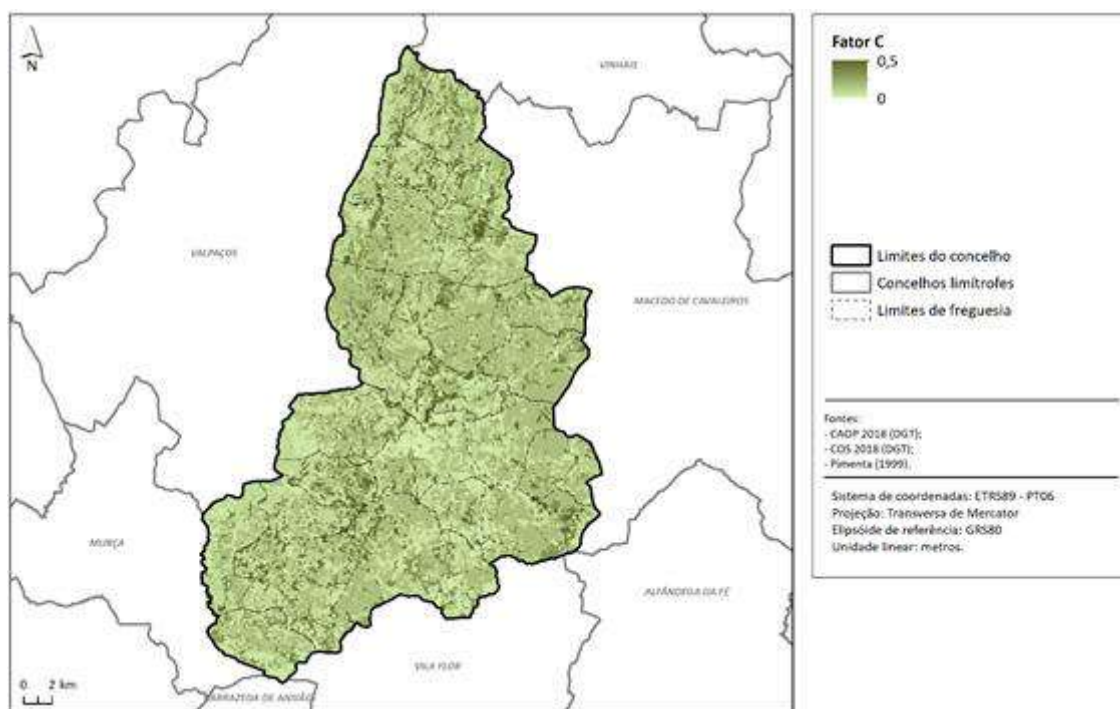 N
VINHAIS
VALPAÇOS
MACEDO DE CAVALEIROS
MURÇA
ALFÂNDEGA DA FÉ
VILA FLOR
CARRAZEDA DE ANSIÃES
0 2 km
Fator C
0,5
0
Limites do concelho
Concelhos limítrofes
Limites de freguesia
Fontes:
- CAOP 2018 (DGT);
- COS 2018 (DGT);
- Pimenta (1999).
Sistema de coordenadas: ETRS89 - PT06
Projeção: Transversa de Mercator
Elipsóide de referência: GRS80
Unidade linear: metros.